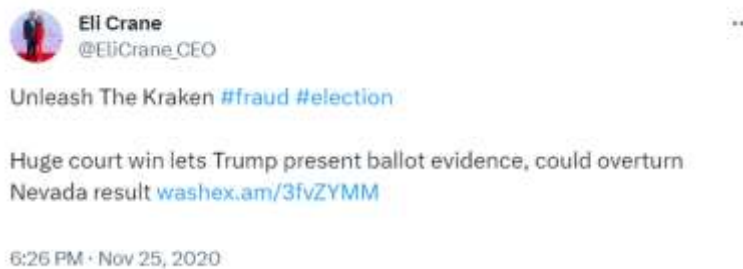 Eli Crane
@EliCrane_CEO
Unleash The Kraken #fraud #election
Huge court win lets Trump present ballot evidence, could overturn
Nevada result washex.am/3fvZYMM
6:26 PM · Nov 25, 2020